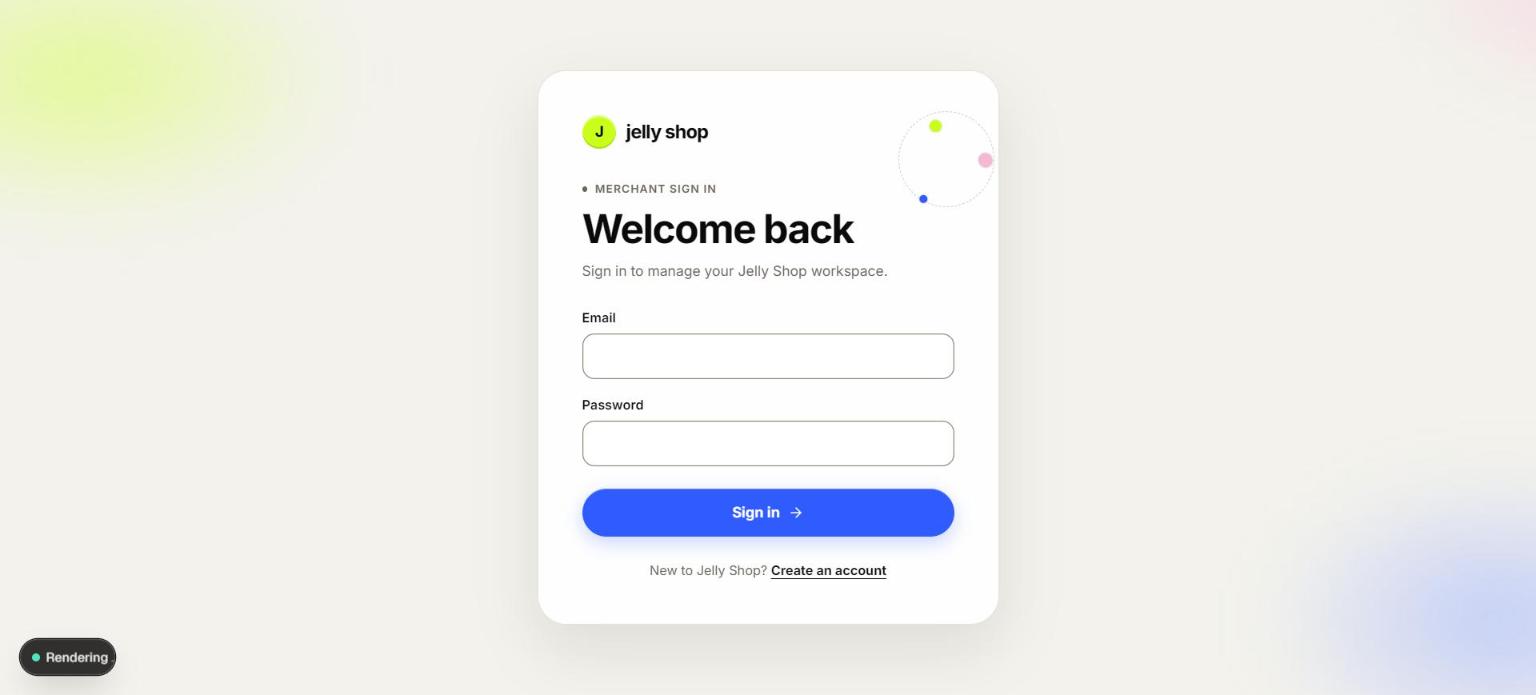 J jelly shop
MERCHANT SIGN IN
Welcome back
Sign in to manage your Jelly Shop workspace.
Email
Password
Sign in →
New to Jelly Shop? Create an account
Rendering